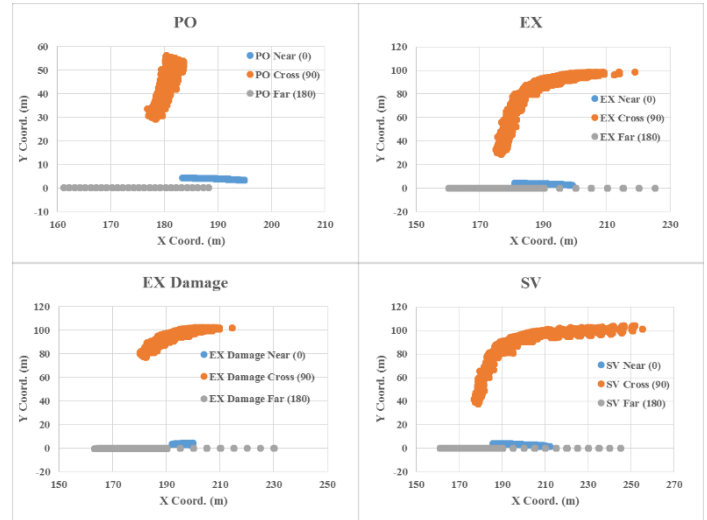 PO
60
50
40
30
20
10
0
-10
160 170 180 190 200 210
Y Coord. (m)
X Coord. (m)
PO Near (0)
PO Cross (90)
PO Far (180)
EX
120
100
80
60
40
20
0
-20
150 170 190 210 230
Y Coord. (m)
X Coord. (m)
EX Near (0)
EX Cross (90)
EX Far (180)
EX Damage
120
100
80
60
40
20
0
-20
150 170 190 210 230 250
Y Coord. (m)
X Coord. (m)
EX Damage Near (0)
EX Damage Cross (90)
EX Damage Far (180)
SV
120
100
80
60
40
20
0
-20
150 170 190 210 230 250 270
Y Coord. (m)
X Coord. (m)
SV Near (0)
SV Cross (90)
SV Far (180)